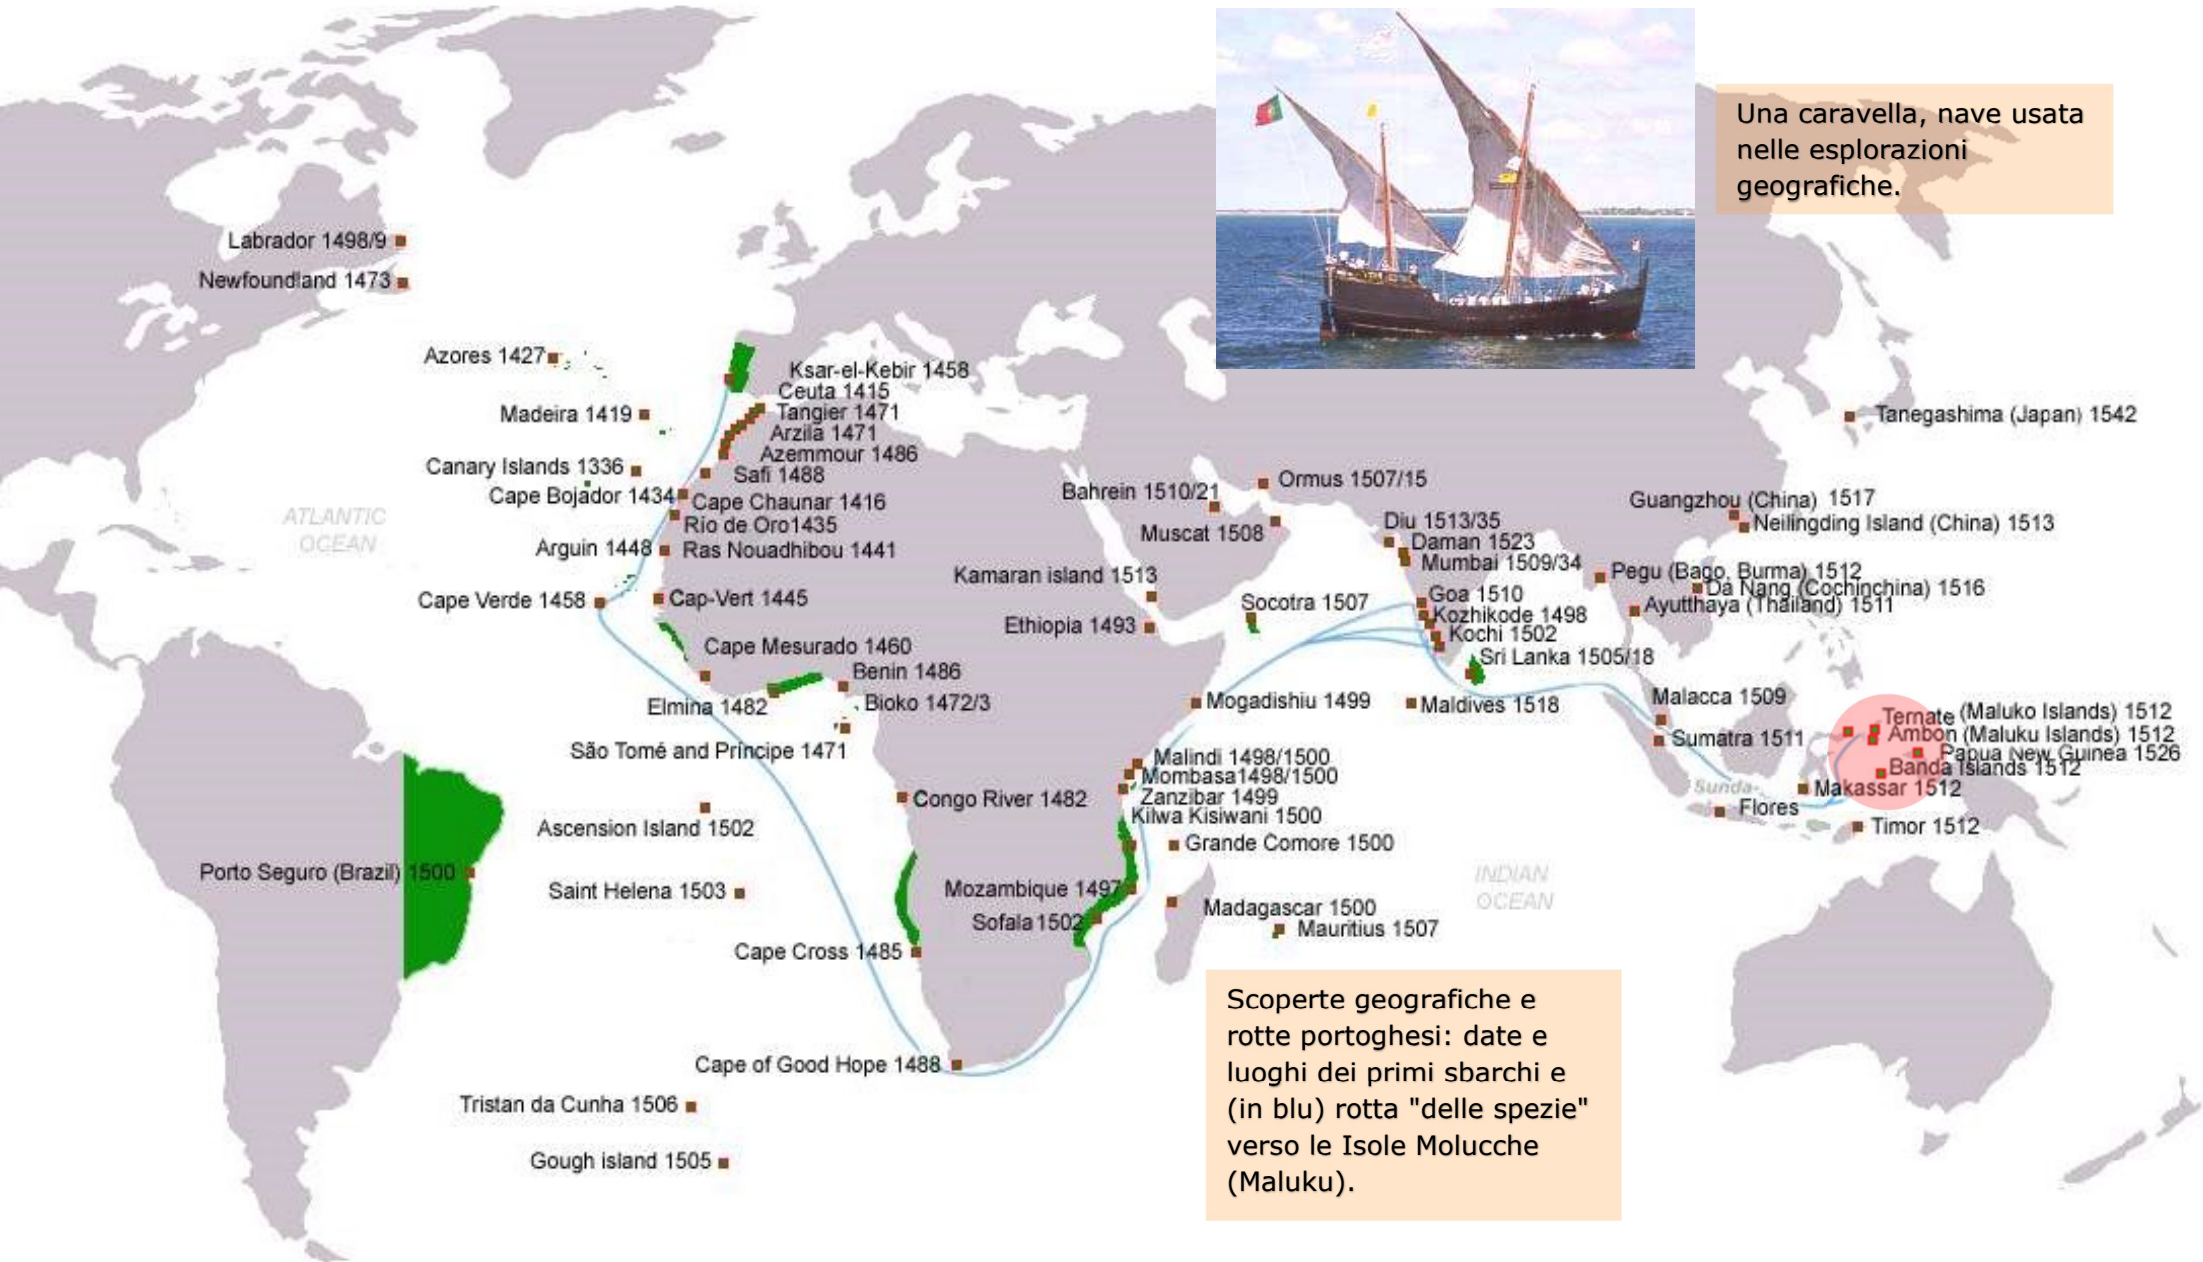 Una caravella, nave usata
nelle esplorazioni
geografiche.
Labrador 1498/9
Newfoundland 1473
Azores 1427
Ksar-el-Kebir 1458
Ceuta 1415
Madeira 1419
Tangier 1471
Tanegashima (Japan) 1542
Arzila 1471
Azemmour 1486
Canary Islands 1336
Safi 1488
Ormus 1507/15
Cape Bojador 1434
Cape Chaunar 1416
Bahrein 1510/21
Guangzhou (China) 1517
ATLANTIC
OCEAN
Rio de Oro1435
Muscat 1508
Diu 1513/35
Neilingding Island (China) 1513
Arguin 1448
Ras Nouadhibou 1441
Daman 1523
Mumbai 1509/34
Kamaran island 1513
Pegu (Bago, Burma) 1512
Da Nang (Cochinchina) 1516
Cape Verde 1458
Cap-Vert 1445
Socotra 1507
Goa 1510
Ayutthaya (Thailand) 1511
Ethiopia 1493
Kozhikode 1498
Kochi 1502
Cape Mesurado 1460
Sri Lanka 1505/18
Benin 1486
Elmina 1482
Bioko 1472/3
Mogadishiu 1499
Maldives 1518
Malacca 1509
Ternate (Maluko Islands) 1512
Sumatra 1511
Ambon (Maluku Islands) 1512
São Tomé and Príncipe 1471
Malindi 1498/1500
Papua New Guinea 1526
Mombasa1498/1500
Banda Islands 1512
Congo River 1482
Zanzibar 1499
Sunda-
Makassar 1512
Kilwa Kisiwani 1500
Flores
Ascension Island 1502
Timor 1512
Grande Comore 1500
Porto Seguro (Brazil) 1500
INDIAN
OCEAN
Saint Helena 1503
Mozambique 1497
Madagascar 1500
Sofala 1502
Mauritius 1507
Cape Cross 1485
Scoperte geografiche e
rotte portoghesi: date e
luoghi dei primi sbarchi e
(in blu) rotta "delle spezie"
verso le Isole Molucche
(Maluku).
Cape of Good Hope 1488
Tristan da Cunha 1506
Gough island 1505